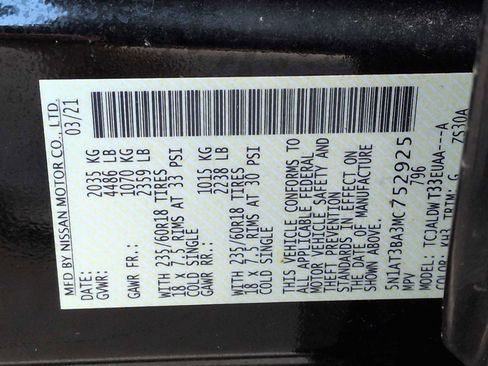 MFD BY NISSAN MOTOR CO., LTD.
03/21
GVWR: 2035 KG
4486 LB
GAWR FR: 1070 KG
2359 LB
WITH 235/60R18 TIRES
18 X 7.5J RIMS AT 33 PSI
COLD SINGLE
GAWR RR: 1015 KG
2238 LB
WITH 235/60R18 TIRES
18 X 7.5J RIMS AT 30 PSI
COLD SINGLE
THIS VEHICLE CONFORMS TO
ALL APPLICABLE FEDERAL
MOTOR VEHICLE SAFETY AND
THEFT PREVENTION
STANDARDS IN EFFECT ON
THE DATE OF MANUFACTURE
SHOWN ABOVE.
5N1AT3BA3MC752925
MPV 796
MODEL: TCJALDWT33EUAA---A
COLOR: KH3 TRIM: G 7S30A